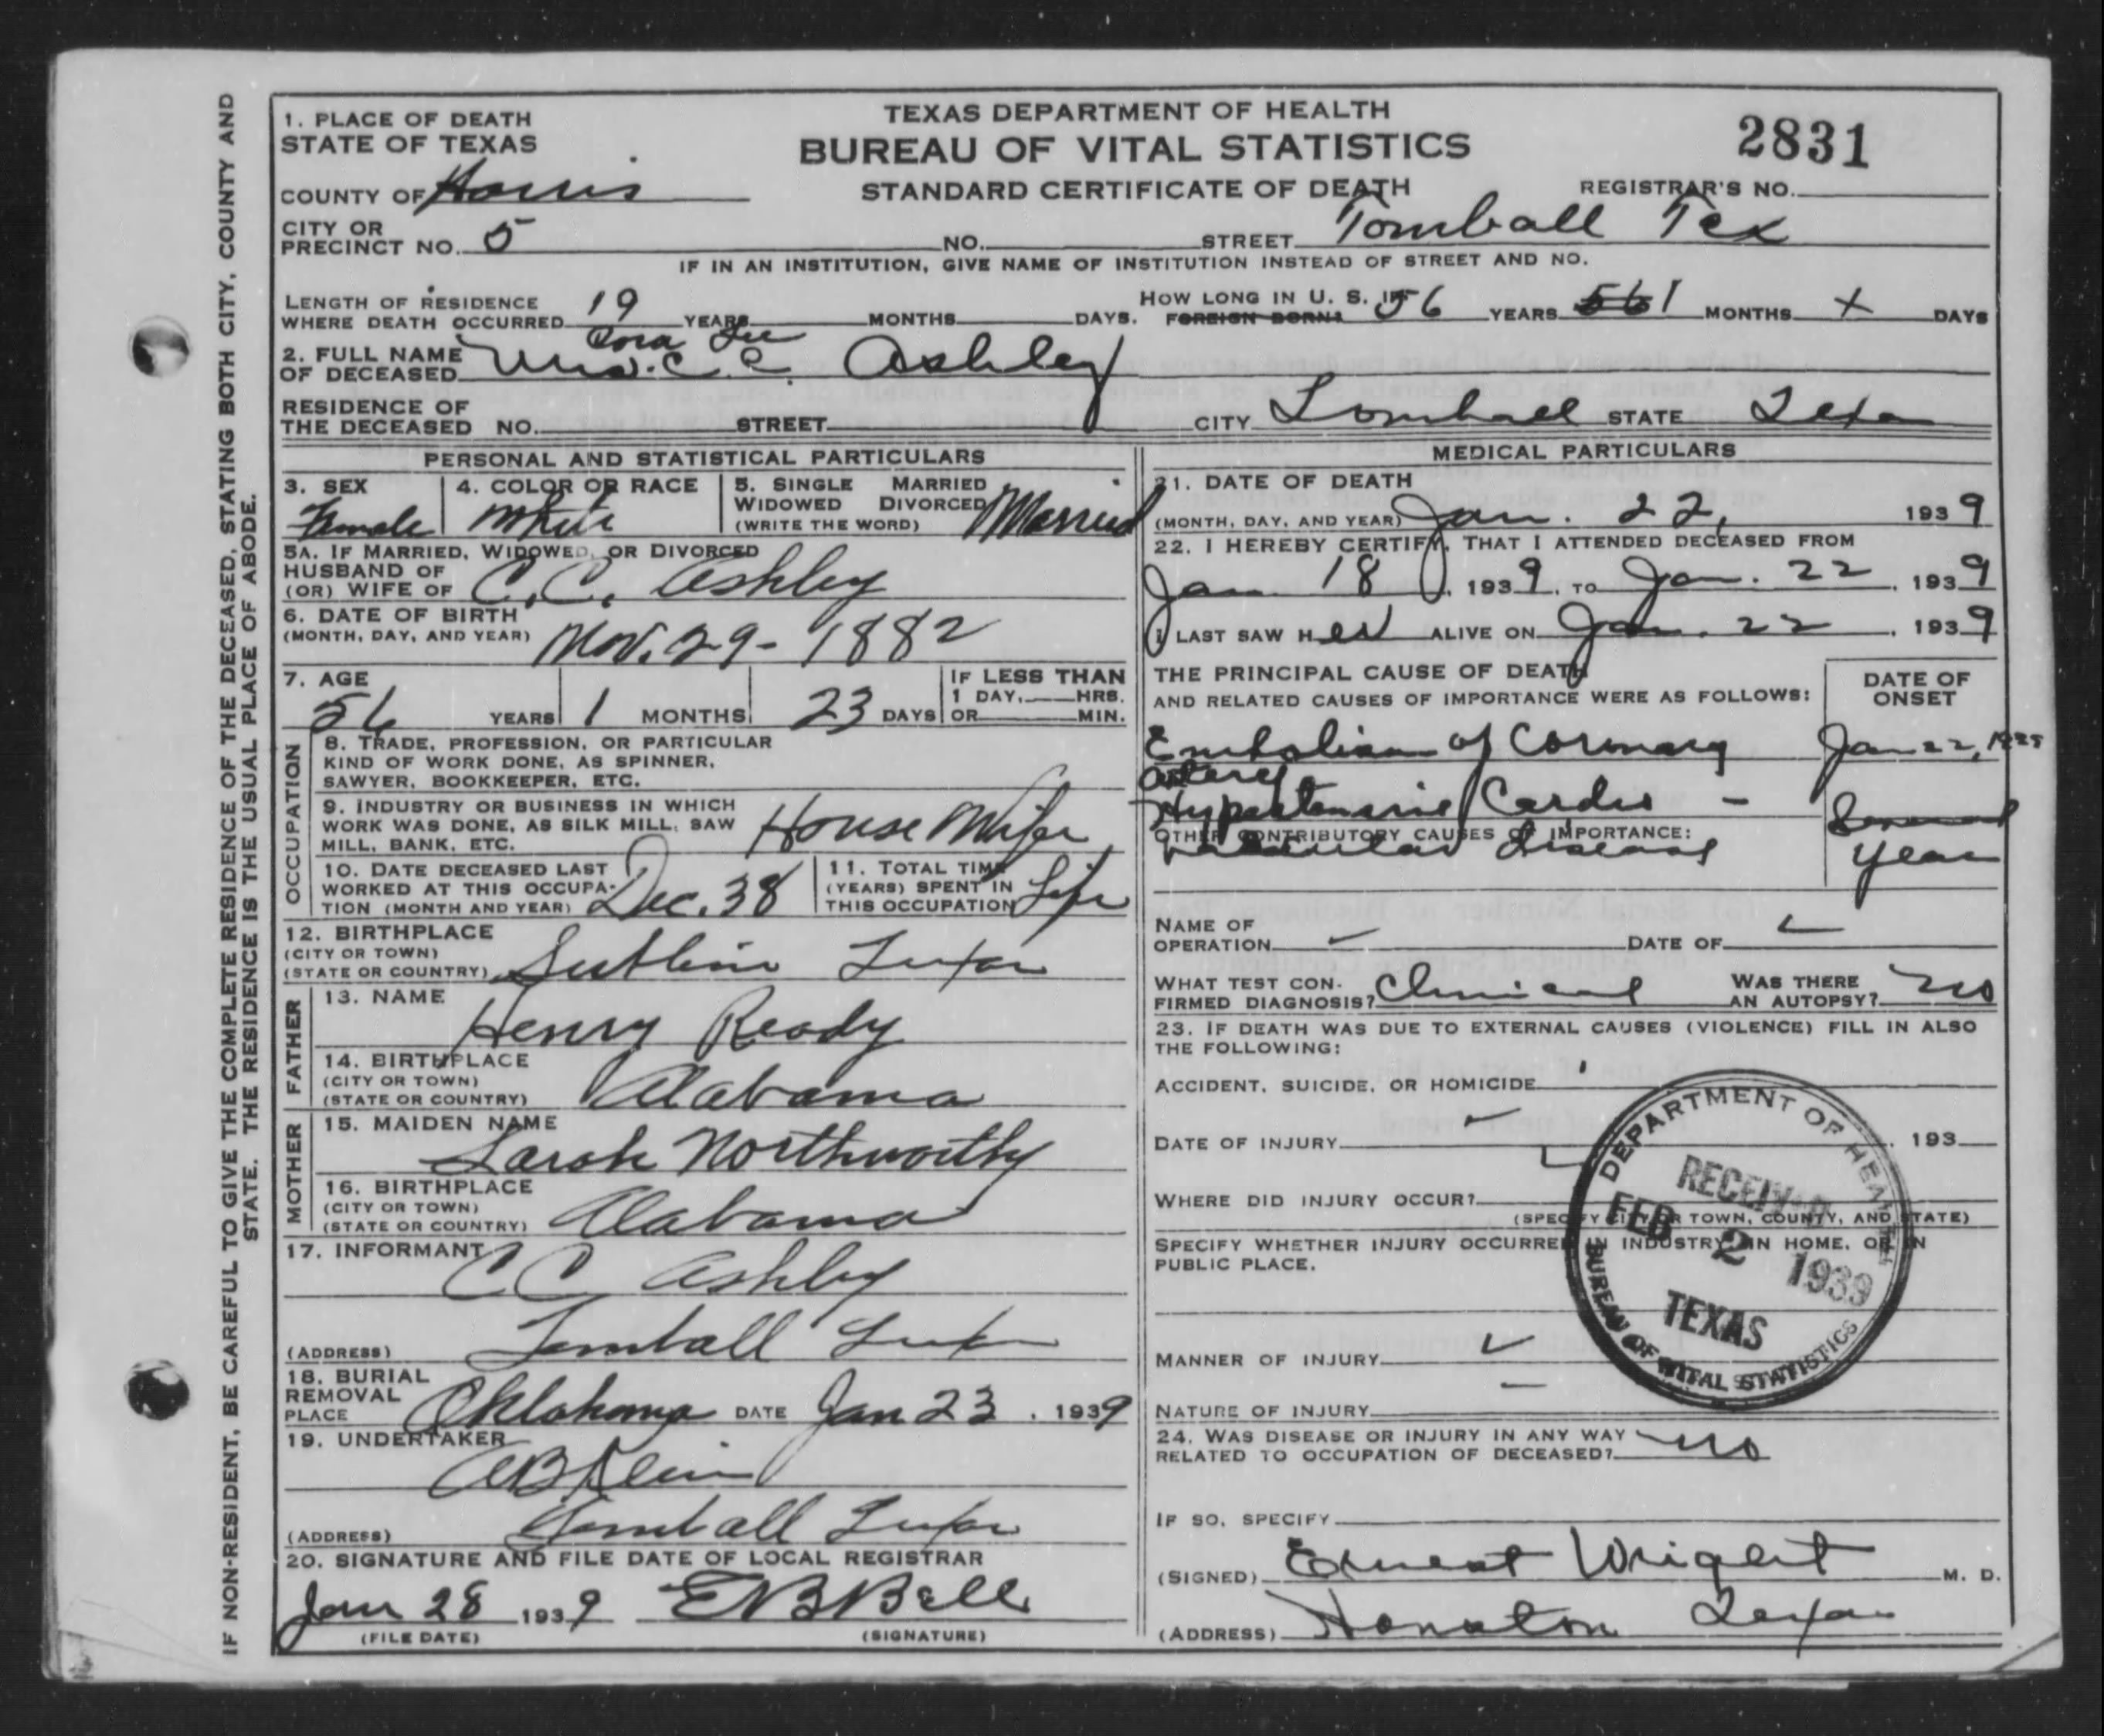 IF NON-RESIDENT, BE CAREFUL TO GIVE THE COMPLETE RESIDENCE OF THE DECEASED, STATING BOTH CITY, COUNTY AND
STATE. THE RESIDENCE IS THE USUAL PLACE OF ABODE.
TEXAS DEPARTMENT OF HEALTH
BUREAU OF VITAL STATISTICS
STANDARD CERTIFICATE OF DEATH
2831
REGISTRAR'S NO.
1. PLACE OF DEATH
STATE OF TEXAS
COUNTY OF Harris
CITY OR
PRECINCT NO. 5 NO. STREET Tomball Tex
IF IN AN INSTITUTION, GIVE NAME OF INSTITUTION INSTEAD OF STREET AND NO.
LENGTH OF RESIDENCE
WHERE DEATH OCCURRED 19 YEARS MONTHS DAYS. HOW LONG IN U. S. IF FOREIGN BORN? 56 YEARS 56 1 MONTHS x DAYS
Cora Lee
2. FULL NAME
OF DECEASED Mrs. C. C. Ashley
RESIDENCE OF
THE DECEASED NO. STREET CITY Tomball STATE Texa
PERSONAL AND STATISTICAL PARTICULARS
3. SEX Female
4. COLOR OR RACE White
5. SINGLE MARRIED
WIDOWED DIVORCED
(WRITE THE WORD) Married
5A. IF MARRIED, WIDOWED, OR DIVORCED
HUSBAND OF
(OR) WIFE OF C.C. Ashley
6. DATE OF BIRTH
(MONTH, DAY, AND YEAR) Nov. 29 - 1882
7. AGE
56 YEARS 1 MONTHS 23 DAYS
IF LESS THAN
1 DAY, HRS.
OR MIN.
OCCUPATION
8. TRADE, PROFESSION, OR PARTICULAR
KIND OF WORK DONE, AS SPINNER,
SAWYER, BOOKKEEPER, ETC.
9. INDUSTRY OR BUSINESS IN WHICH
WORK WAS DONE, AS SILK MILL, SAW
MILL, BANK, ETC. House Wife
10. DATE DECEASED LAST
WORKED AT THIS OCCUPA-
TION (MONTH AND YEAR) Dec. 38
11. TOTAL TIME
(YEARS) SPENT IN
THIS OCCUPATION Life
12. BIRTHPLACE
(CITY OR TOWN)
(STATE OR COUNTRY)
FATHER
13. NAME
Henry Ready
14. BIRTHPLACE
(CITY OR TOWN)
(STATE OR COUNTRY) Alabama
MOTHER
15. MAIDEN NAME
Sarah Northworthy
16. BIRTHPLACE
(CITY OR TOWN)
(STATE OR COUNTRY) Alabama
17. INFORMANT C C Ashley
(ADDRESS) Tomball
18. BURIAL
REMOVAL
PLACE Oklahoma DATE Jan 23, 1939
19. UNDERTAKER
AB Klein
(ADDRESS) Tomball
20. SIGNATURE AND FILE DATE OF LOCAL REGISTRAR
Jan 28 1939 E B Bell
(FILE DATE) (SIGNATURE)
MEDICAL PARTICULARS
21. DATE OF DEATH
(MONTH, DAY, AND YEAR) Jan. 22, 1939
22. I HEREBY CERTIFY, THAT I ATTENDED DECEASED FROM
Jan 18, 1939, TO Jan. 22, 1939
I LAST SAW HER ALIVE ON Jan. 22, 1939
THE PRINCIPAL CAUSE OF DEATH
AND RELATED CAUSES OF IMPORTANCE WERE AS FOLLOWS:
DATE OF
ONSET
Embolism of Coronary Jan 22,
artery
Hypertensive Cardio - Several
OTHER CONTRIBUTORY CAUSES OF IMPORTANCE:
Vascular Disease Year
NAME OF
OPERATION DATE OF
WHAT TEST CON-
FIRMED DIAGNOSIS? Clinical
WAS THERE
AN AUTOPSY? no
23. IF DEATH WAS DUE TO EXTERNAL CAUSES (VIOLENCE) FILL IN ALSO
THE FOLLOWING:
ACCIDENT, SUICIDE, OR HOMICIDE
DATE OF INJURY , 193
WHERE DID INJURY OCCUR?
(SPECIFY CITY OR TOWN, COUNTY, AND STATE)
SPECIFY WHETHER INJURY OCCURRED IN INDUSTRY, IN HOME, OR IN
PUBLIC PLACE.
DEPARTMENT OF HEALTH
RECEIVED
FEB 2 1939
TEXAS
BUREAU OF VITAL STATISTICS
MANNER OF INJURY
NATURE OF INJURY
24. WAS DISEASE OR INJURY IN ANY WAY
RELATED TO OCCUPATION OF DECEASED? no
IF SO, SPECIFY
(SIGNED) Ernest Wright M. D.
(ADDRESS) Houston Texas